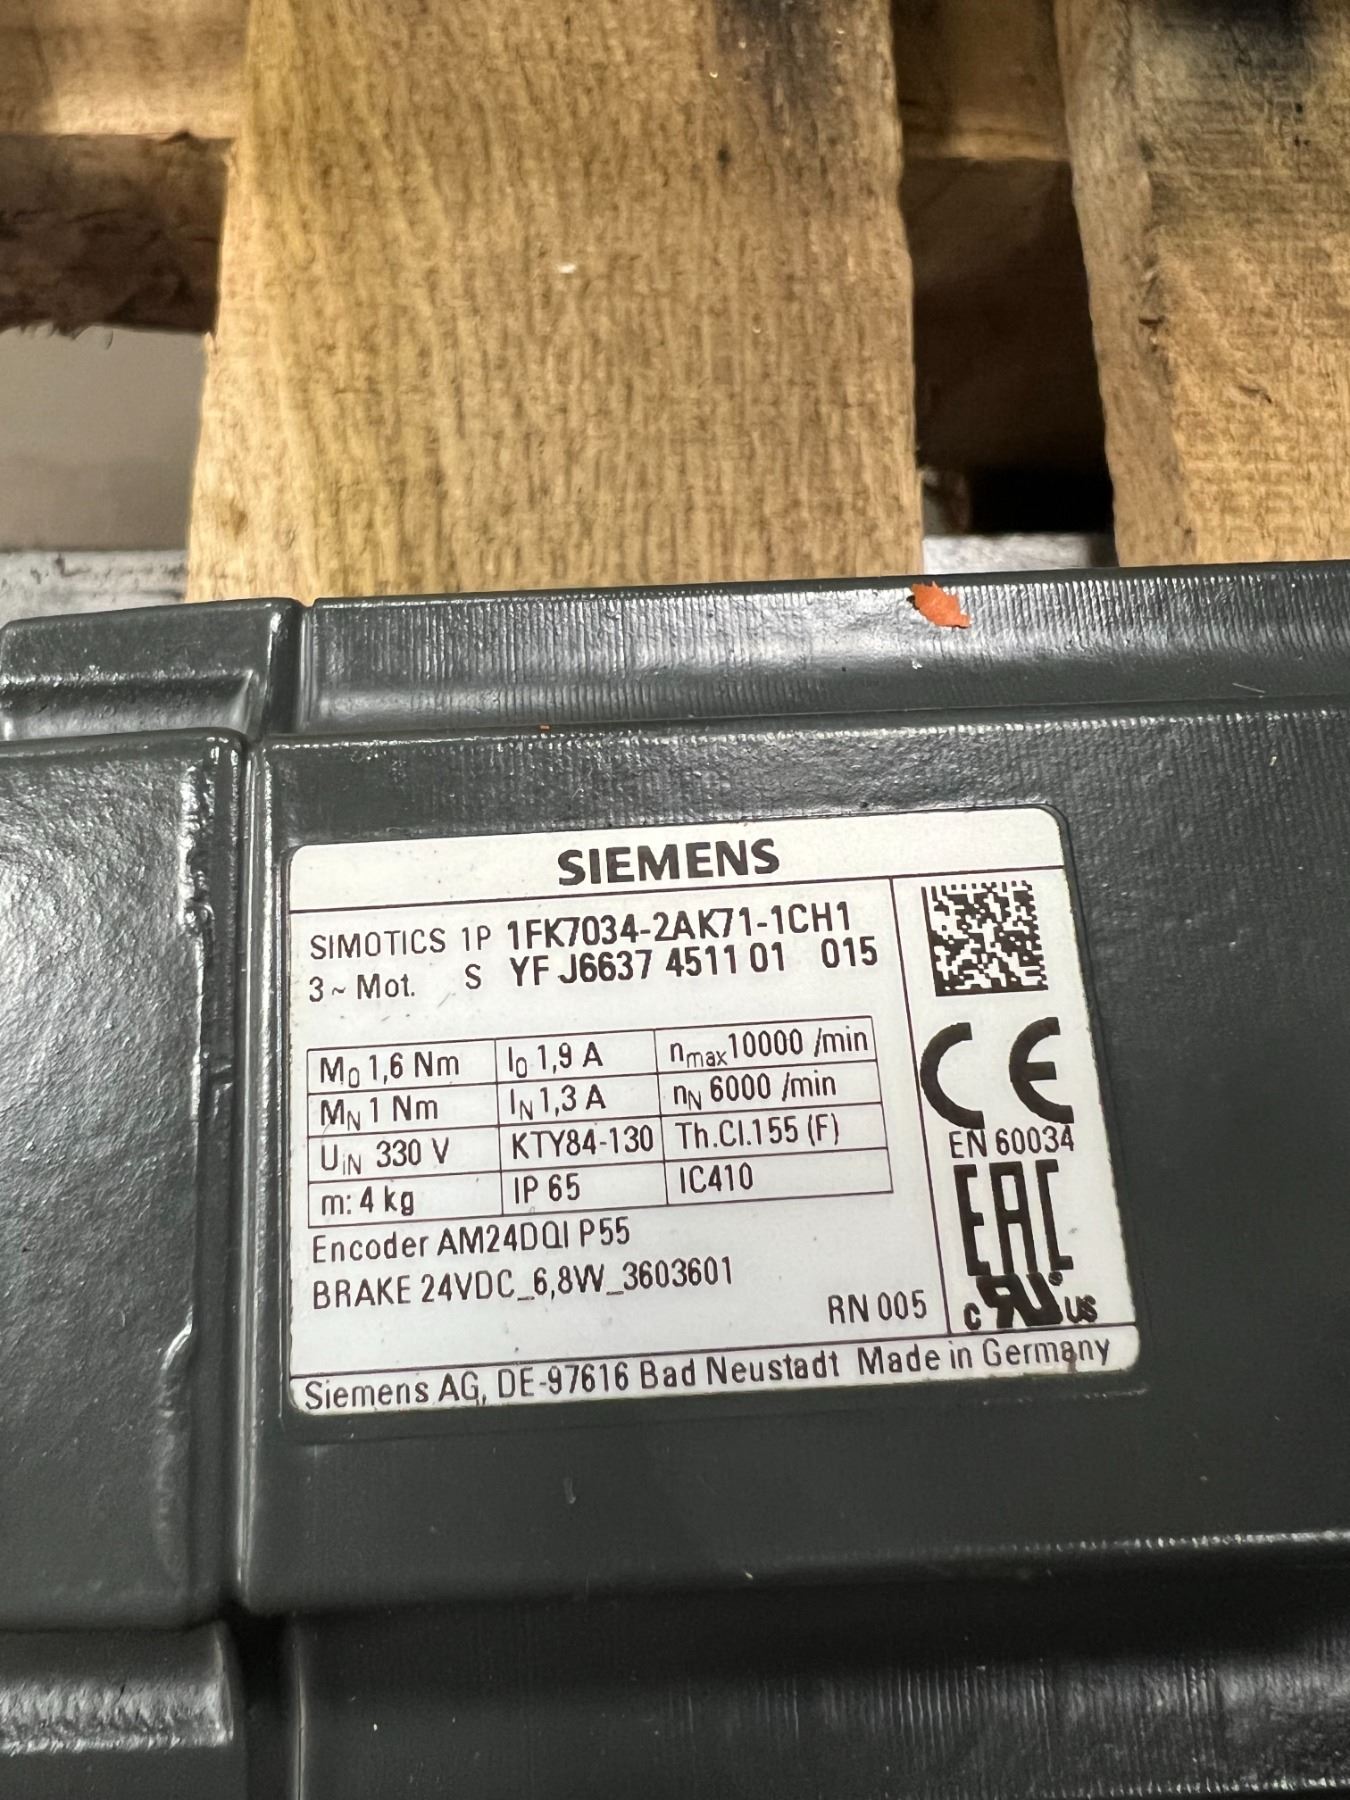 SIEMENS
SIMOTICS 1P 1FK7034-2AK71-1CH1
3 ~ Mot. S YF J6637 4511 01 015
M0 1,6 Nm I0 1,9 A nmax 10000 /min
MN 1 Nm IN 1,3 A nN 6000 /min
UiN 330 V KTY84-130 Th.Cl.155 (F)
m: 4 kg IP 65 IC410
Encoder AM24DQI P55
BRAKE 24VDC_6,8W_3603601
RN 005
CE
EN 60034
EAC
c RU ® US
Siemens AG, DE-97616 Bad Neustadt Made in Germany